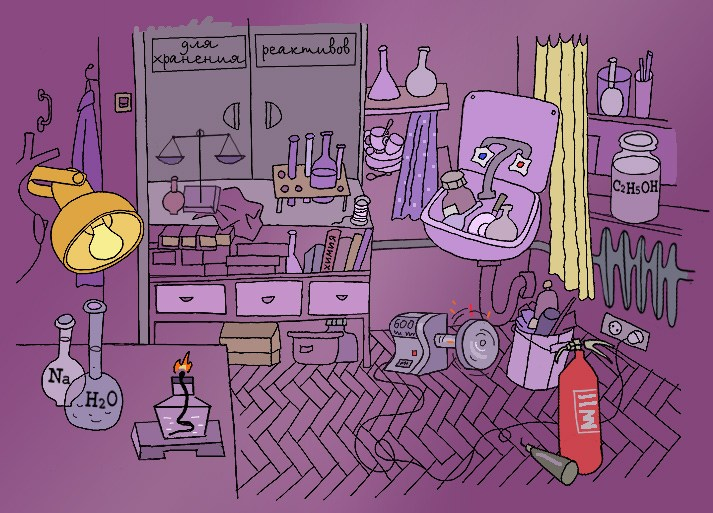 для
хранения
реактивов
C₂H₅OH
ХИМИЯ
600
Na
H₂O